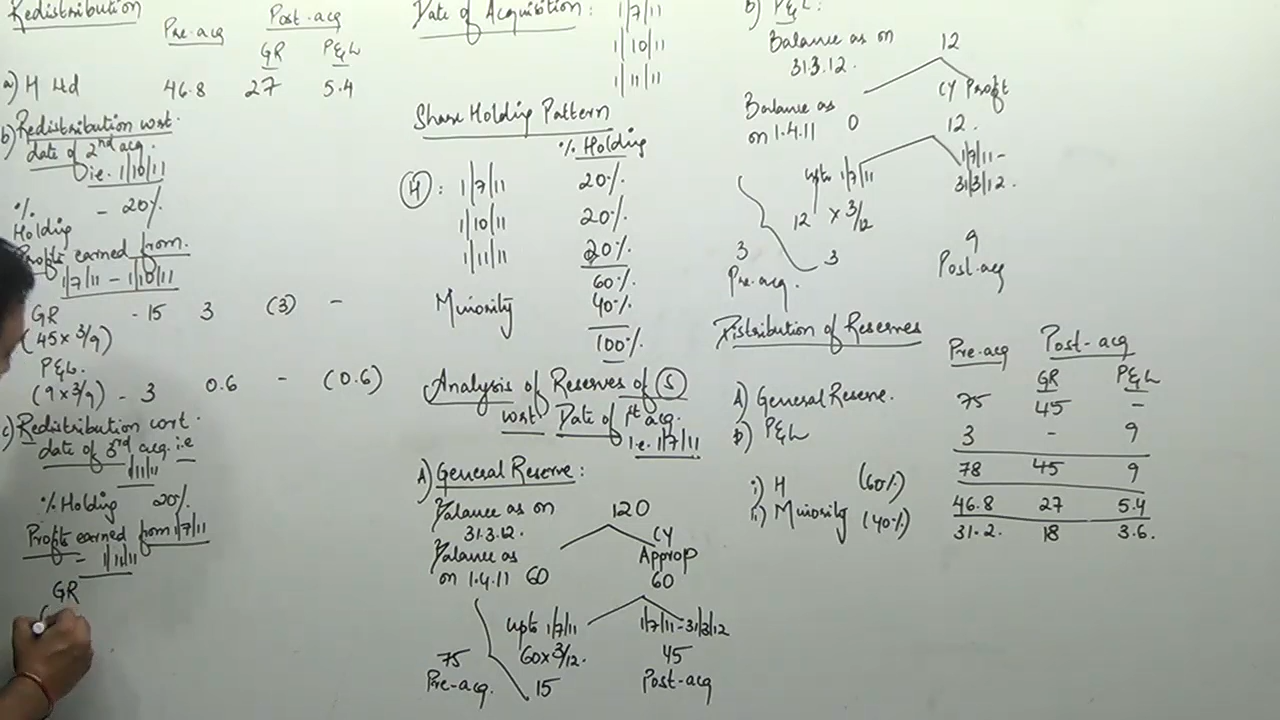 Redistribution
Pre-acq Post-acq
GR P&L
a) H Ltd 46.8 27 5.4
b) Redistribution wort.
date of 2nd acq.
i.e. 1/10/11
% Holding - 20%
Profits earned from.
1/7/11 - 1/10/11
GR - 15 3 (3) -
(45 x 3/9)
P&L.
(9 x 3/9) - 3 0.6 - (0.6)
c) Redistribution wort.
date of 3rd acq. i.e
1/11/11
% Holding 20%
Profits earned from 1/7/11
- 1/11/11
GR
(
Date of Acquisition : 1/7/11
1/10/11
1/11/11
Share Holding Pattern
% Holding
H : 1/7/11 20%
1/10/11 20%
1/11/11 20%
60%
Minority 40%
100%
Analysis of Reserves of S
wort Date of 1st acq.
i.e. 1/7/11
A) General Reserve :
Balance as on 120
31.3.12.
CY
Approp
Balance as
on 1.4.11 60 60
upto 1/7/11 1/7/11-31/3/12
75 60x3/12. 45
Pre-acq. 15 Post-acq
b) P&L :
Balance as on 12
31.3.12.
CY Profit
Balance as
on 1.4.11 0 12.
upto 1/7/11 1/7/11 -
31/3/12.
12 x 3/12
3 3 9
Pre-acq. Post-acq
Distribution of Reserves
Pre-acq Post-acq
GR P&L
A) General Reserve. 75 45 -
B) P&L 3 - 9
78 45 9
i) H (60%) 46.8 27 5.4
ii) Minority (40%) 31.2 18 3.6.